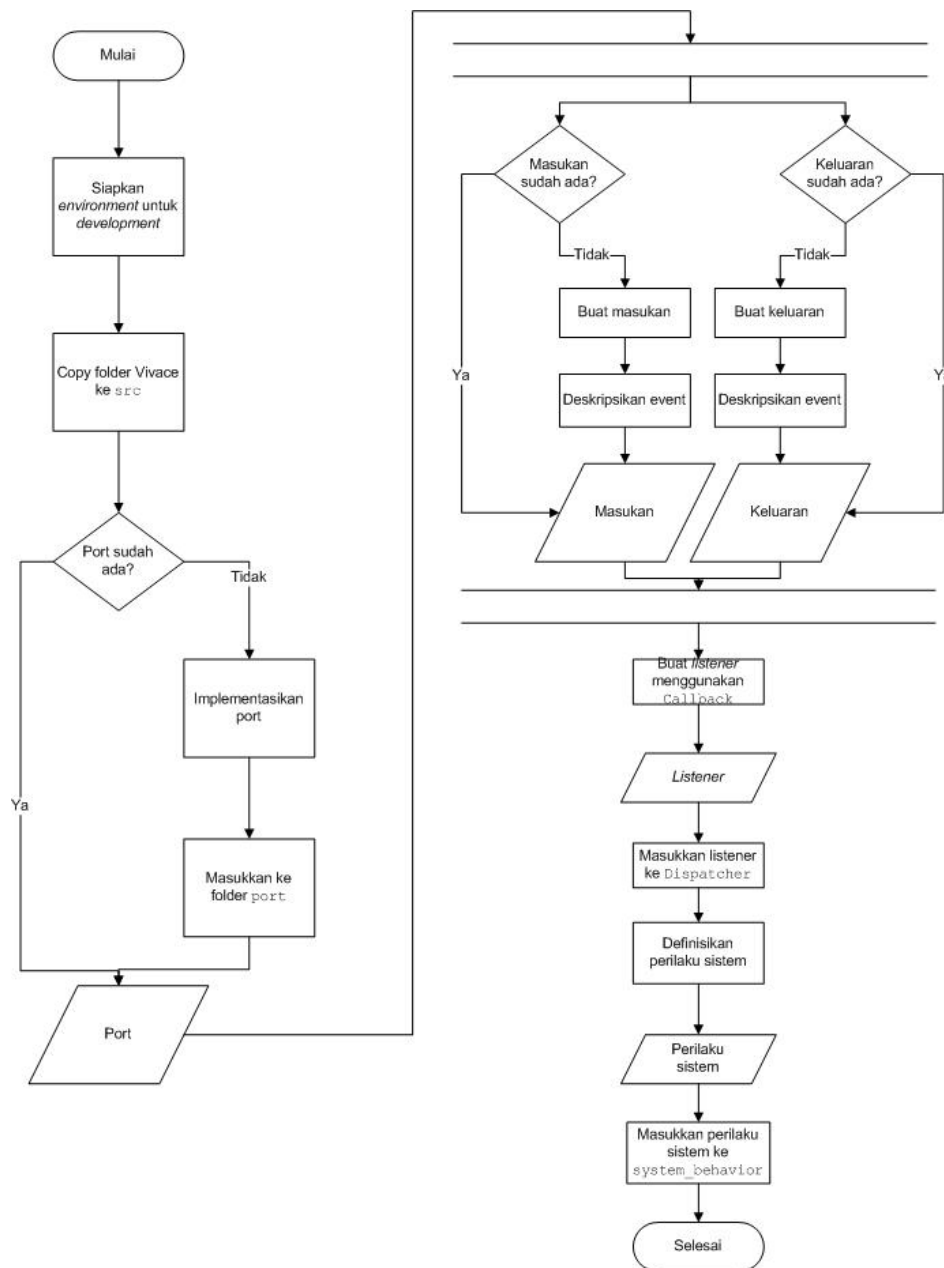 Mulai
Siapkan
environment untuk
development
Copy folder Vivace
ke src
Port sudah
ada?
Tidak
Implementasikan
port
Ya
Masukkan ke
folder port
Port
Masukan
sudah ada?
Keluaran
sudah ada?
Tidak
Tidak
Buat masukan
Buat keluaran
Ya
Y
Deskripsikan event
Deskripsikan event
Masukan
Keluaran
Buat listener
menggunakan
Callback
Listener
Masukkan listener
ke Dispatcher
Definisikan
perilaku sistem
Perilaku
sistem
Masukkan perilaku
sistem ke
system_behavior
Selesai